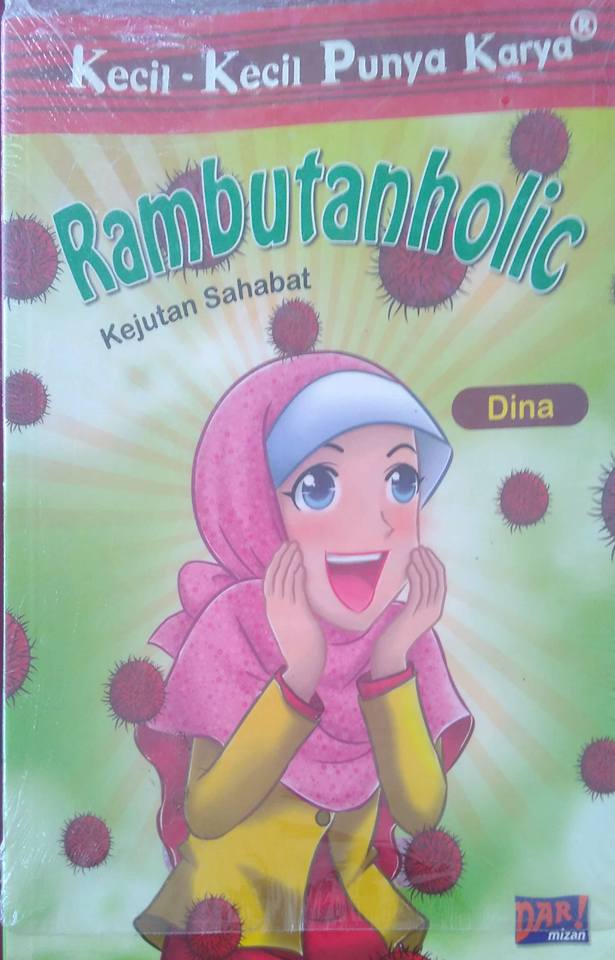 Kecil - Kecil Punya Karya®
Rambutanholic
Kejutan Sahabat
Dina
DAR!
mizan